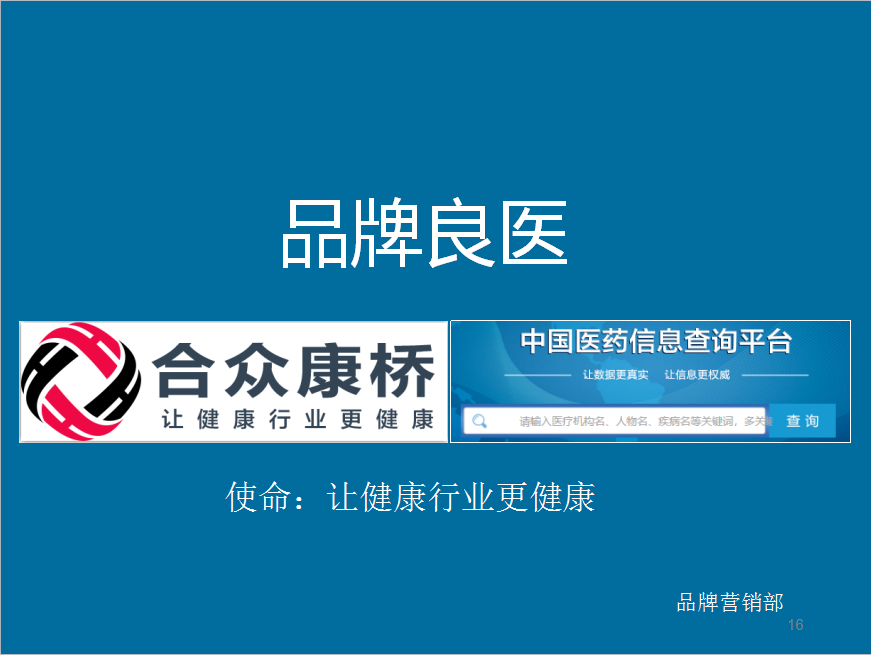 品牌良医
合众康桥
让健康行业更健康
中国医药信息查询平台
让数据更真实 让信息更权威
请输入医疗机构名、人物名、疾病名等关键词，多关
查 询
使命：让健康行业更健康
品牌营销部
16